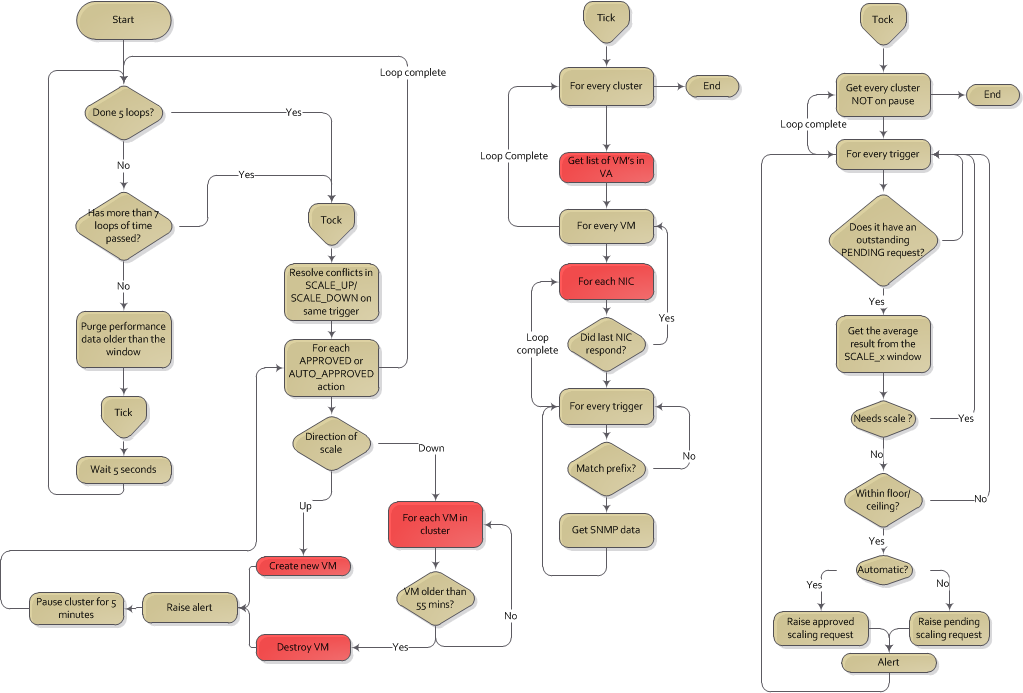 Start
Loop complete
Done 5 loops?
Yes
No
Yes
Has more than 7
loops of time
passed?
Tock
No
Resolve conflicts in
SCALE_UP/
SCALE_DOWN on
same trigger
Purge performance
data older than the
window
For each
APPROVED or
AUTO_APPROVED
action
Tick
Direction of
scale
Down
Wait 5 seconds
Up
For each VM in
cluster
Create new VM
VM older than
55 mins?
No
Pause cluster for 5
minutes
Raise alert
Destroy VM
Yes
Tick
For every cluster
End
Loop Complete
Get list of VM's in
VA
For every VM
For each NIC
Yes
Loop
complete
Did last NIC
respond?
For every trigger
No
Match prefix?
Get SNMP data
Tock
Get every cluster
NOT on pause
End
Loop complete
For every trigger
Does it have an
outstanding
PENDING request?
Yes
Get the average
result from the
SCALE_x window
Needs scale ?
Yes
No
Within floor/
ceiling?
No
Yes
Automatic?
Yes
No
Raise approved
scaling request
Raise pending
scaling request
Alert